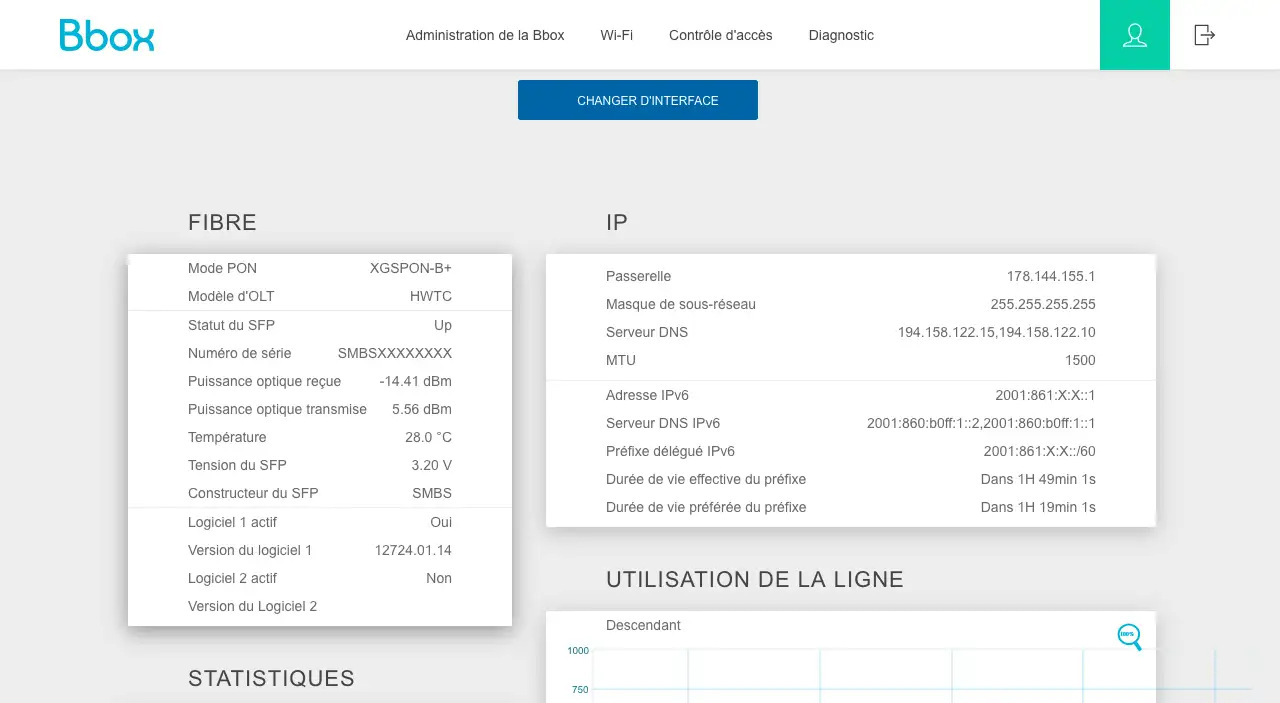 Bbox
Administration de la Bbox
Wi-Fi
Contrôle d'accès
Diagnostic
CHANGER D'INTERFACE
FIBRE
Mode PON XGSPON-B+
Modèle d'OLT HWTC
Statut du SFP Up
Numéro de série SMBSXXXXXXXX
Puissance optique reçue -14.41 dBm
Puissance optique transmise 5.56 dBm
Température 28.0 °C
Tension du SFP 3.20 V
Constructeur du SFP SMBS
Logiciel 1 actif Oui
Version du logiciel 1 12724.01.14
Logiciel 2 actif Non
Version du Logiciel 2
STATISTIQUES
IP
Passerelle 178.144.155.1
Masque de sous-réseau 255.255.255.255
Serveur DNS 194.158.122.15,194.158.122.10
MTU 1500
Adresse IPv6 2001:861:X:X::1
Serveur DNS IPv6 2001:860:b0ff:1::2,2001:860:b0ff:1::1
Préfixe délégué IPv6 2001:861:X:X::/60
Durée de vie effective du préfixe Dans 1H 49min 1s
Durée de vie préférée du préfixe Dans 1H 19min 1s
UTILISATION DE LA LIGNE
Descendant
100%
1000
750